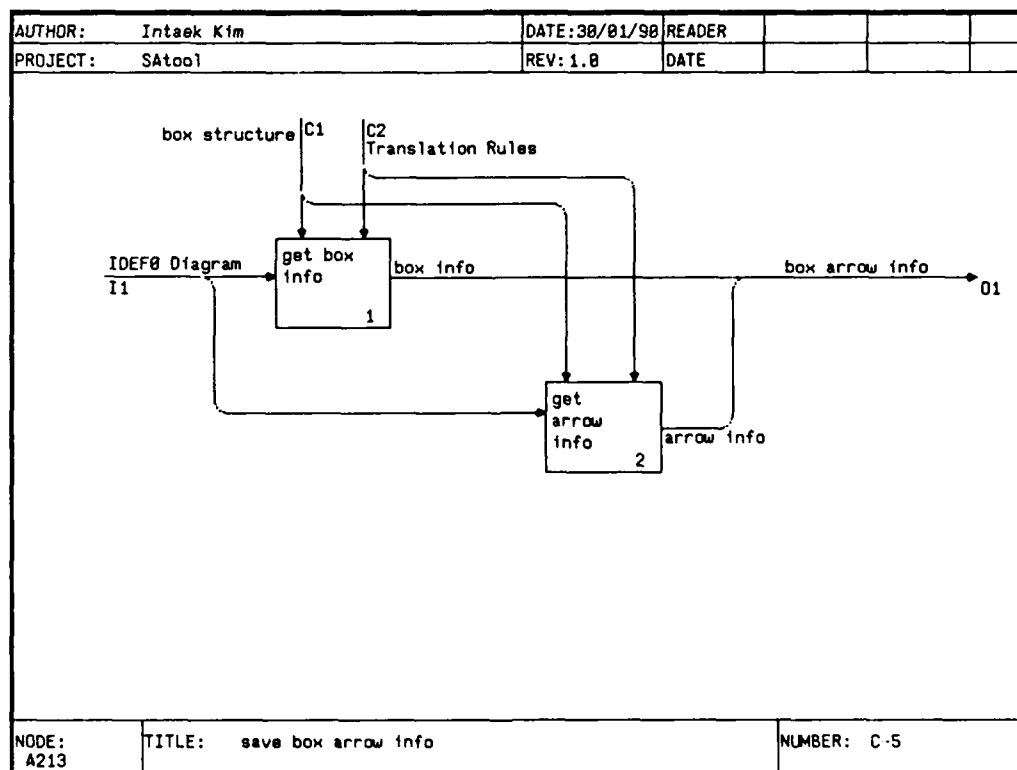 AUTHOR: Intaek Kim DATE:30/01/90 READER
PROJECT: SAtool REV: 1.0 DATE
box structure C1 C2
Translation Rules
get box
info
1
IDEF0 Diagram
I1
box info
box arrow info
O1
get
arrow
info
2
arrow info
NODE: TITLE: save box arrow info NUMBER: C-5
A213